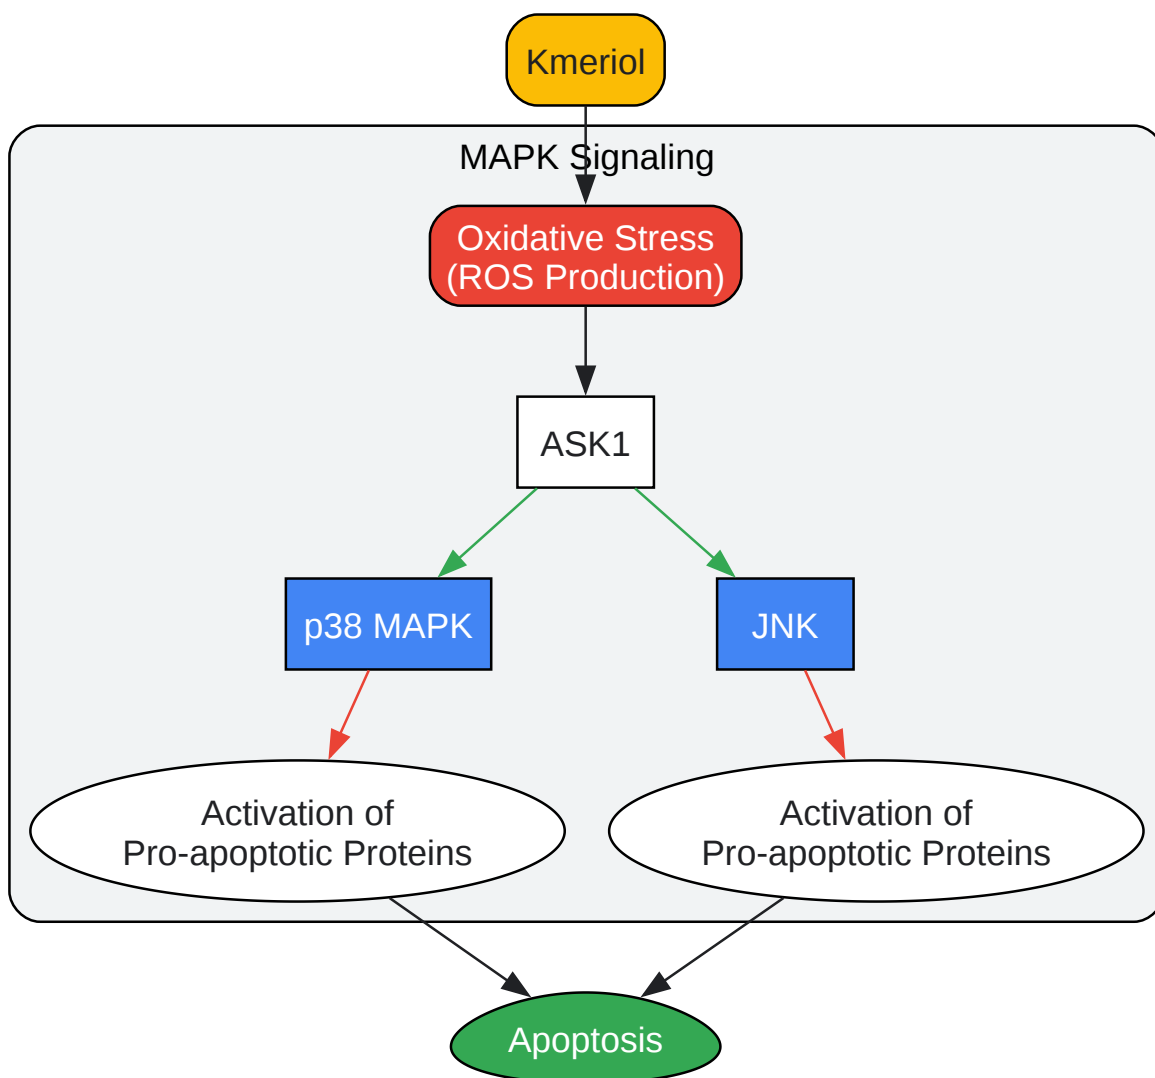 Kmeriol
MAPK Signaling
Oxidative Stress
(ROS Production)
ASK1
p38 MAPK
JNK
Activation of
Pro-apoptotic Proteins
Activation of
Pro-apoptotic Proteins
Apoptosis